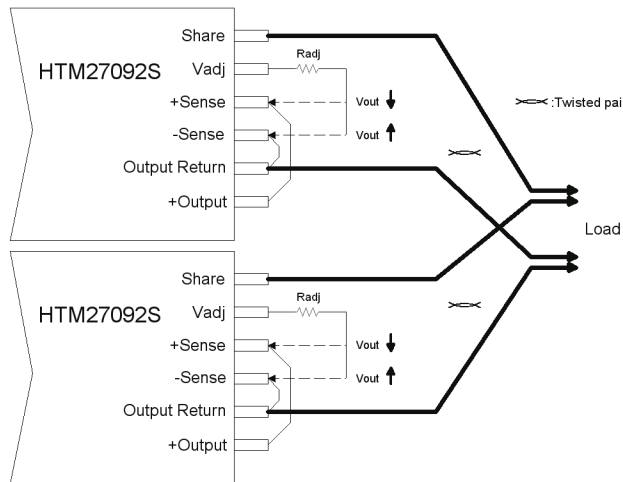 Share
HTM27092S
Vadj
Radj
+Sense
Vout
-Sense
Vout
Output Return
+Output
:Twisted pai
Load
Share
HTM27092S
Vadj
Radj
+Sense
Vout
-Sense
Vout
Output Return
+Output